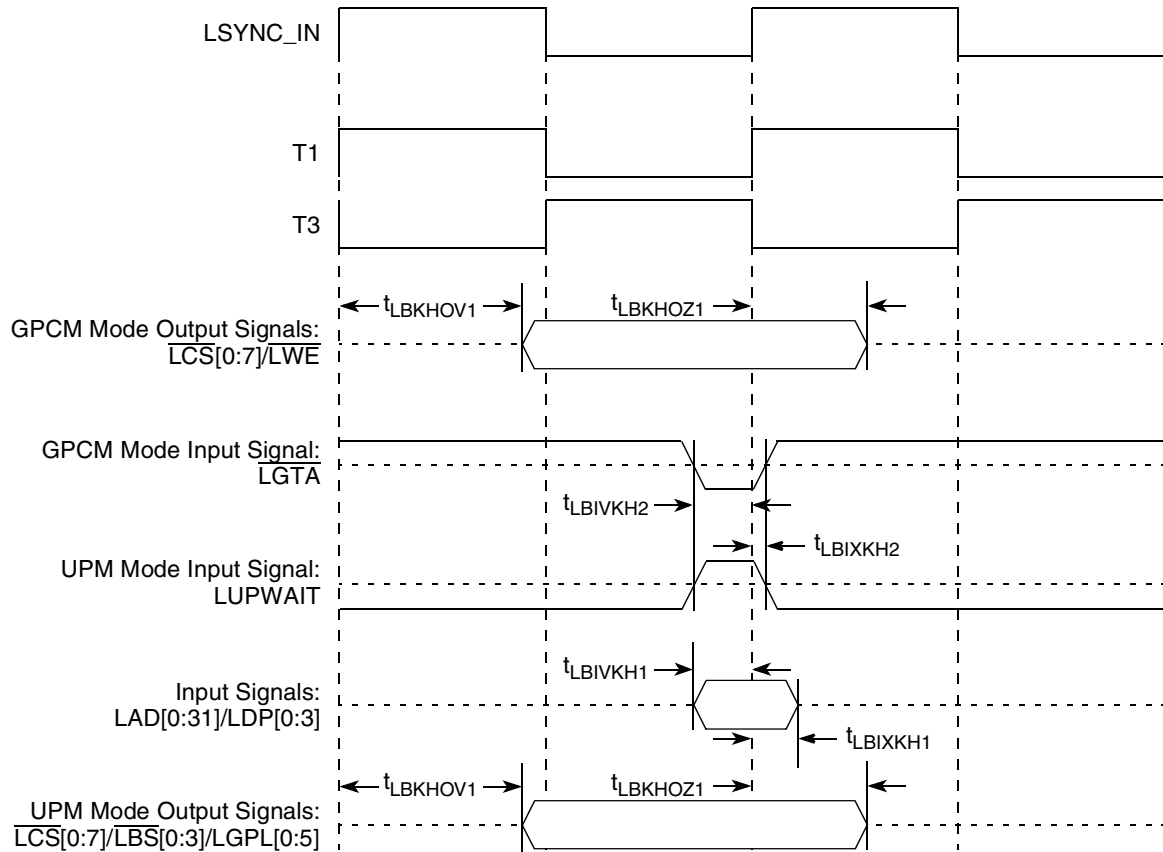 LSYNC_IN
T1
T3
tLBKHOV1
tLBKHOZ1
GPCM Mode Output Signals:
LCS[0:7]/LWE
GPCM Mode Input Signal:
LGTA
tLBIVKH2
tLBIXKH2
UPM Mode Input Signal:
LUPWAIT
tLBIVKH1
Input Signals:
LAD[0:31]/LDP[0:3]
tLBIXKH1
tLBKHOV1
tLBKHOZ1
UPM Mode Output Signals:
LCS[0:7]/LBS[0:3]/LGPL[0:5]